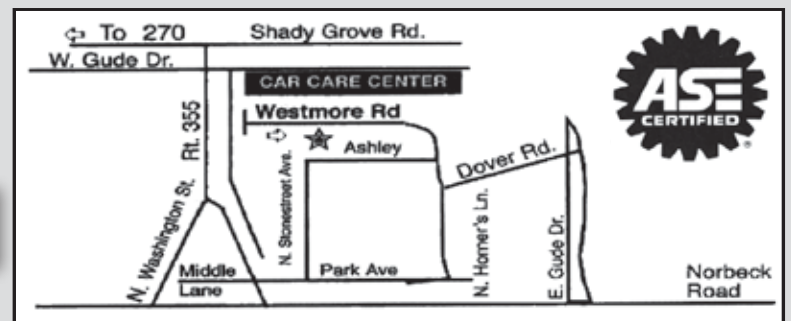 To 270 Shady Grove Rd.
W. Gude Dr.
CAR CARE CENTER
Westmore Rd
Rt. 355
N. Stonestreet Ave.
Ashley
Dover Rd.
N. Washington St.
Middle
Lane
Park Ave
N. Horner's Ln.
E. Gude Dr.
Norbeck
Road
ASE
CERTIFIED